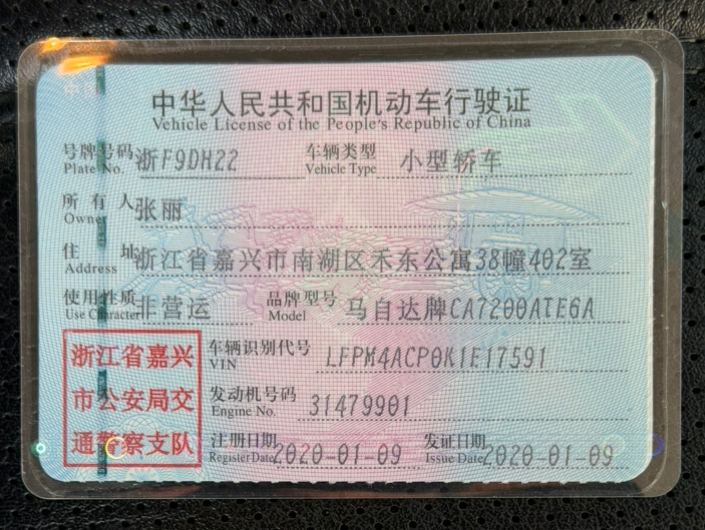 中华人民共和国机动车行驶证
Vehicle License of the People's Republic of China
号牌号码 浙F9DH22 车辆类型 小型轿车
Plate No. Vehicle Type
所有人 张丽
Owner
住址 浙江省嘉兴市南湖区禾东公寓38幢402室
Address
使用性质 非营运 品牌型号 马自达牌CA7200ATE6A
Use Character Model
浙江省嘉兴
市公安局交
通警察支队
车辆识别代号 LFPM4ACP0K1E17591
VIN
发动机号码 31479901
Engine No.
注册日期 2020-01-09 发证日期 2020-01-09
Register Date Issue Date